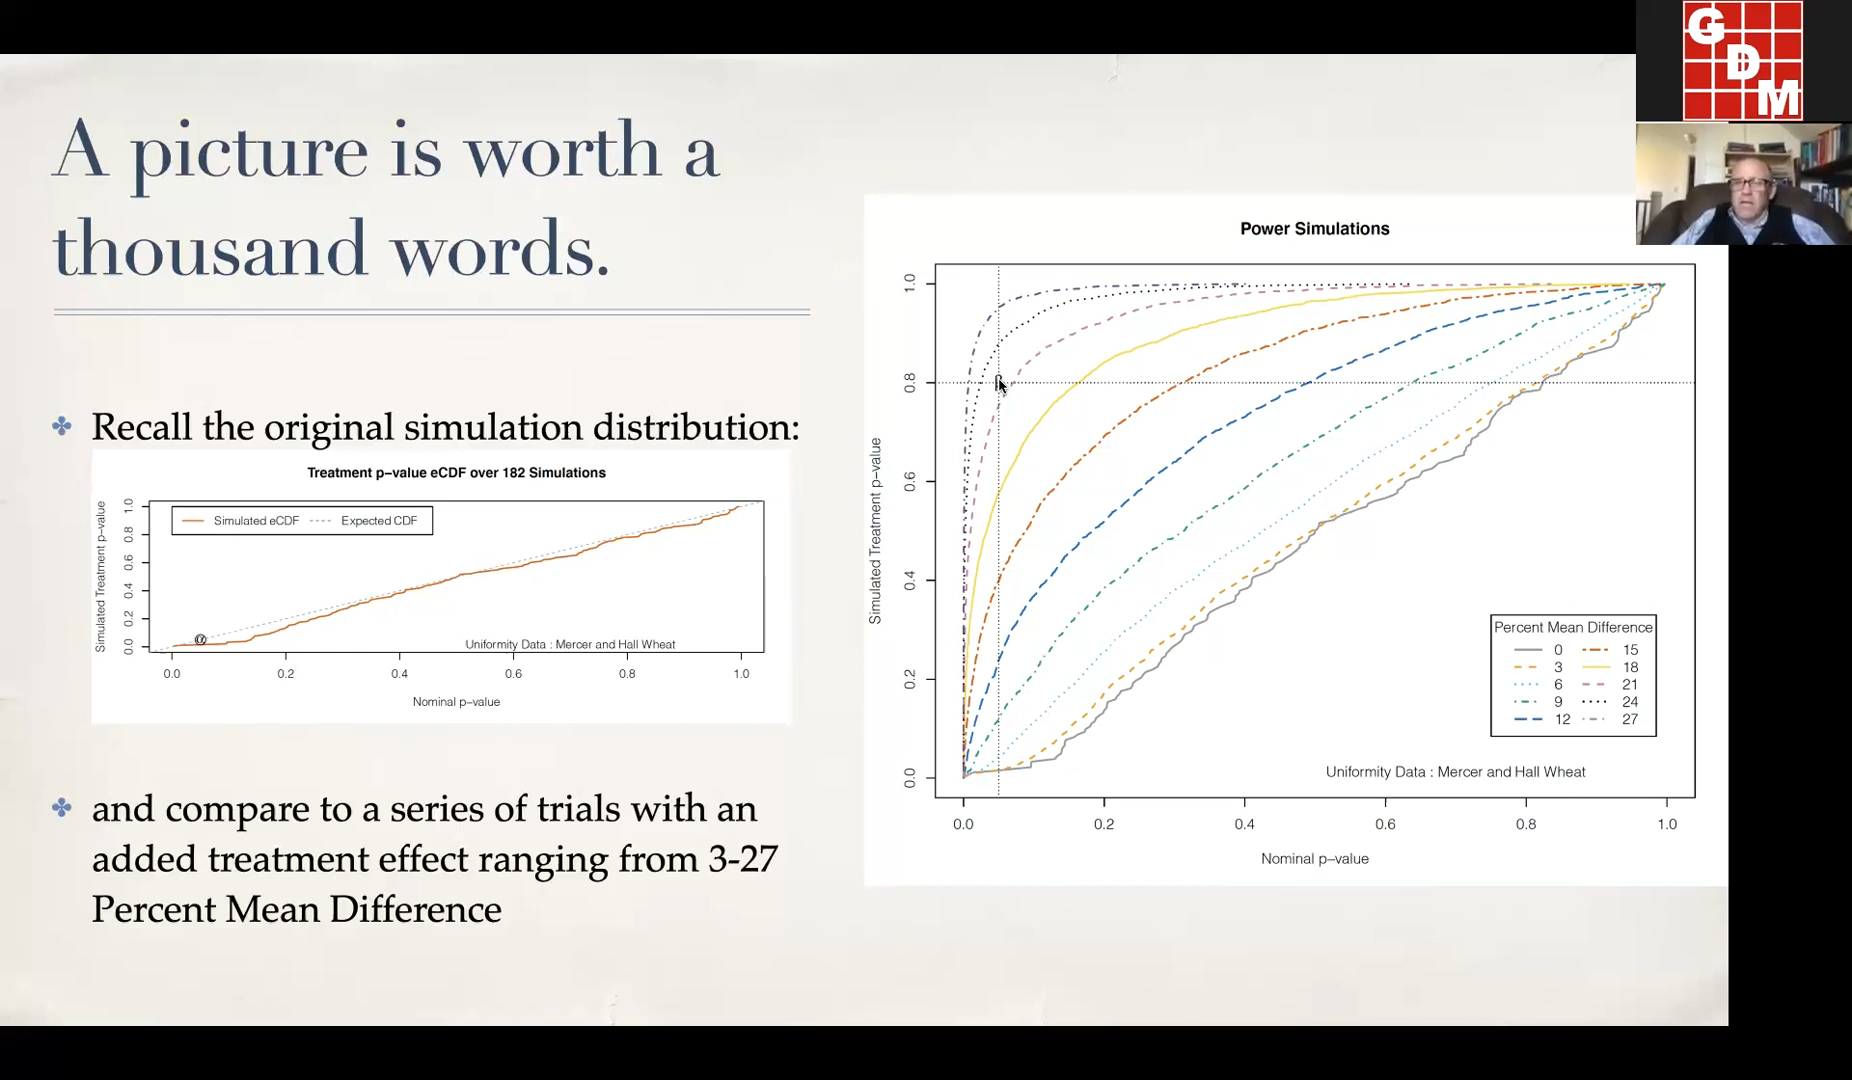 GDM
A picture is worth a
thousand words.
Recall the original simulation distribution:
Treatment p–value eCDF over 182 Simulations
Simulated Treatment p–value
0.0 0.2 0.4 0.6 0.8 1.0
Simulated eCDF Expected CDF
α
Uniformity Data : Mercer and Hall Wheat
0.0 0.2 0.4 0.6 0.8 1.0
Nominal p–value
and compare to a series of trials with an
added treatment effect ranging from 3-27
Percent Mean Difference
Power Simulations
Simulated Treatment p–value
0.0 0.2 0.4 0.6 0.8 1.0
Percent Mean Difference
0 15
3 18
6 21
9 24
12 27
Uniformity Data : Mercer and Hall Wheat
0.0 0.2 0.4 0.6 0.8 1.0
Nominal p–value